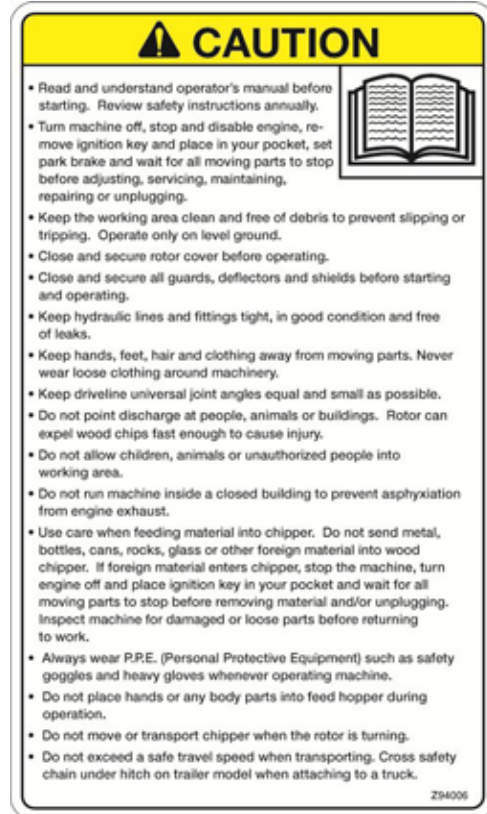 CAUTION
• Read and understand operator's manual before
starting. Review safety instructions annually.
• Turn machine off, stop and disable engine, re-
move ignition key and place in your pocket, set
park brake and wait for all moving parts to stop
before adjusting, servicing, maintaining,
repairing or unplugging.
• Keep the working area clean and free of debris to prevent slipping or
tripping. Operate only on level ground.
• Close and secure rotor cover before operating.
• Close and secure all guards, deflectors and shields before starting
and operating.
• Keep hydraulic lines and fittings tight, in good condition and free
of leaks.
• Keep hands, feet, hair and clothing away from moving parts. Never
wear loose clothing around machinery.
• Keep driveline universal joint angles equal and small as possible.
• Do not point discharge at people, animals or buildings. Rotor can
expel wood chips fast enough to cause injury.
• Do not allow children, animals or unauthorized people into
working area.
• Do not run machine inside a closed building to prevent asphyxiation
from engine exhaust.
• Use care when feeding material into chipper. Do not send metal,
bottles, cans, rocks, glass or other foreign material into wood
chipper. If foreign material enters chipper, stop the machine, turn
engine off and place ignition key in your pocket and wait for all
moving parts to stop before removing material and/or unplugging.
Inspect machine for damaged or loose parts before returning
to work.
• Always wear P.P.E. (Personal Protective Equipment) such as safety
goggles and heavy gloves whenever operating machine.
• Do not place hands or any body parts into feed hopper during
operation.
• Do not move or transport chipper when the rotor is turning.
• Do not exceed a safe travel speed when transporting. Cross safety
chain under hitch on trailer model when attaching to a truck.
Z94006